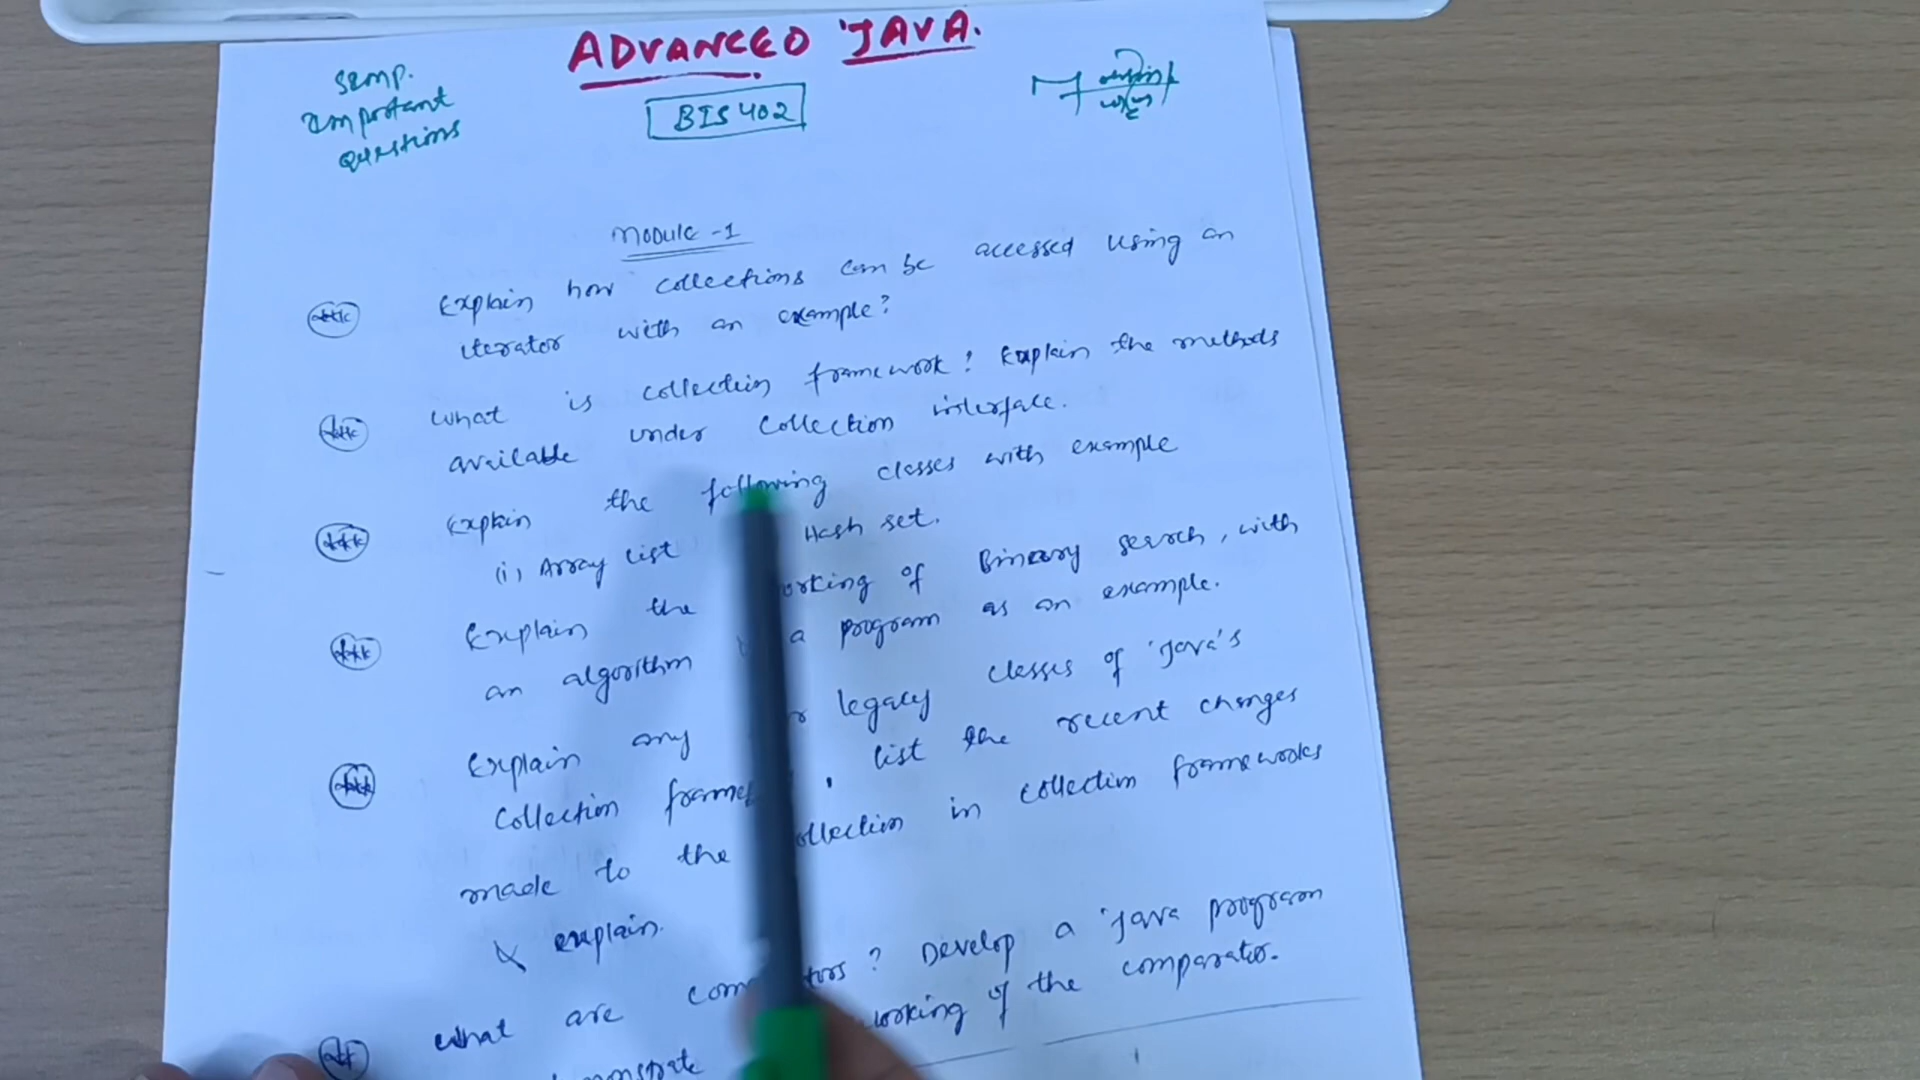 ADVANCED JAVA.
Simp.
Important
Questions
BIS402
Module -1
Explain how collections can be accessed using an
iterator with an example?
What is collection framework? Explain the methods
available under collection interface.
Explain the following classes with example
(i) Array list Hash set.
Explain the working of Binary search, with
an algorithm a program as an example.
Explain any legacy classes of Java's
Collection , list the recent changes
made to the collection in collection frameworks
& explain.
What are ? Develop a Java program
working of the comparator.